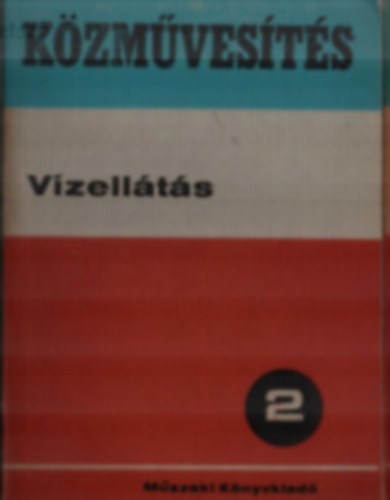 KÖZMŰVESÍTÉS
Vízellátás
2
Műszaki Könyvkiadó